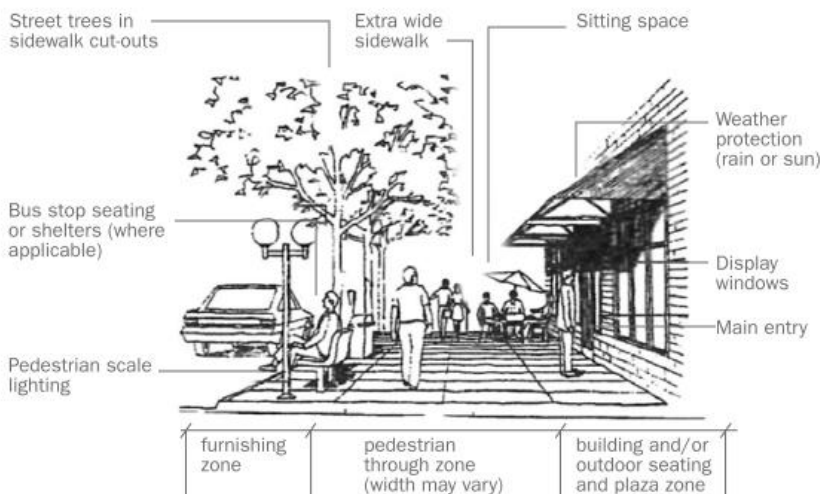 Street trees in
sidewalk cut-outs
Extra wide
sidewalk
Sitting space
Weather
protection
(rain or sun)
Bus stop seating
or shelters (where
applicable)
Display
windows
Main entry
Pedestrian scale
lighting
furnishing
zone
pedestrian
through zone
(width may vary)
building and/or
outdoor seating
and plaza zone